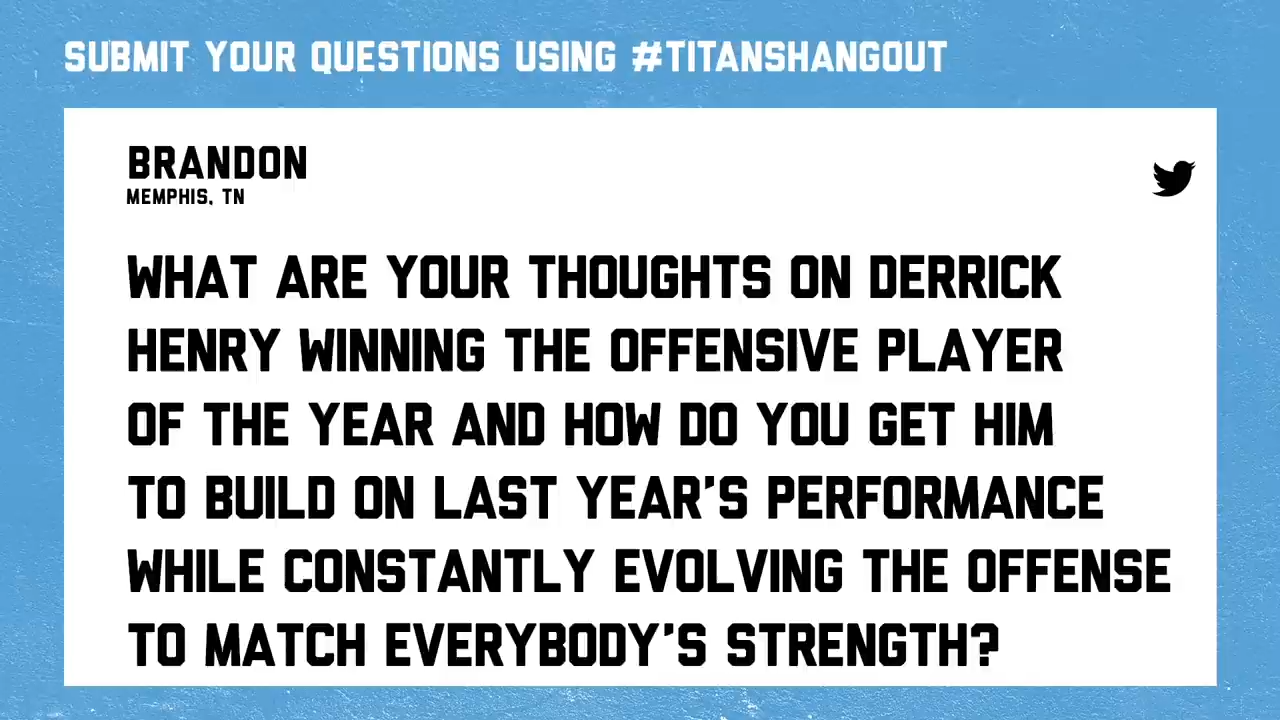 SUBMIT YOUR QUESTIONS USING #TITANSHANGOUT
BRANDON
MEMPHIS, TN
WHAT ARE YOUR THOUGHTS ON DERRICK
HENRY WINNING THE OFFENSIVE PLAYER
OF THE YEAR AND HOW DO YOU GET HIM
TO BUILD ON LAST YEAR'S PERFORMANCE
WHILE CONSTANTLY EVOLVING THE OFFENSE
TO MATCH EVERYBODY'S STRENGTH?